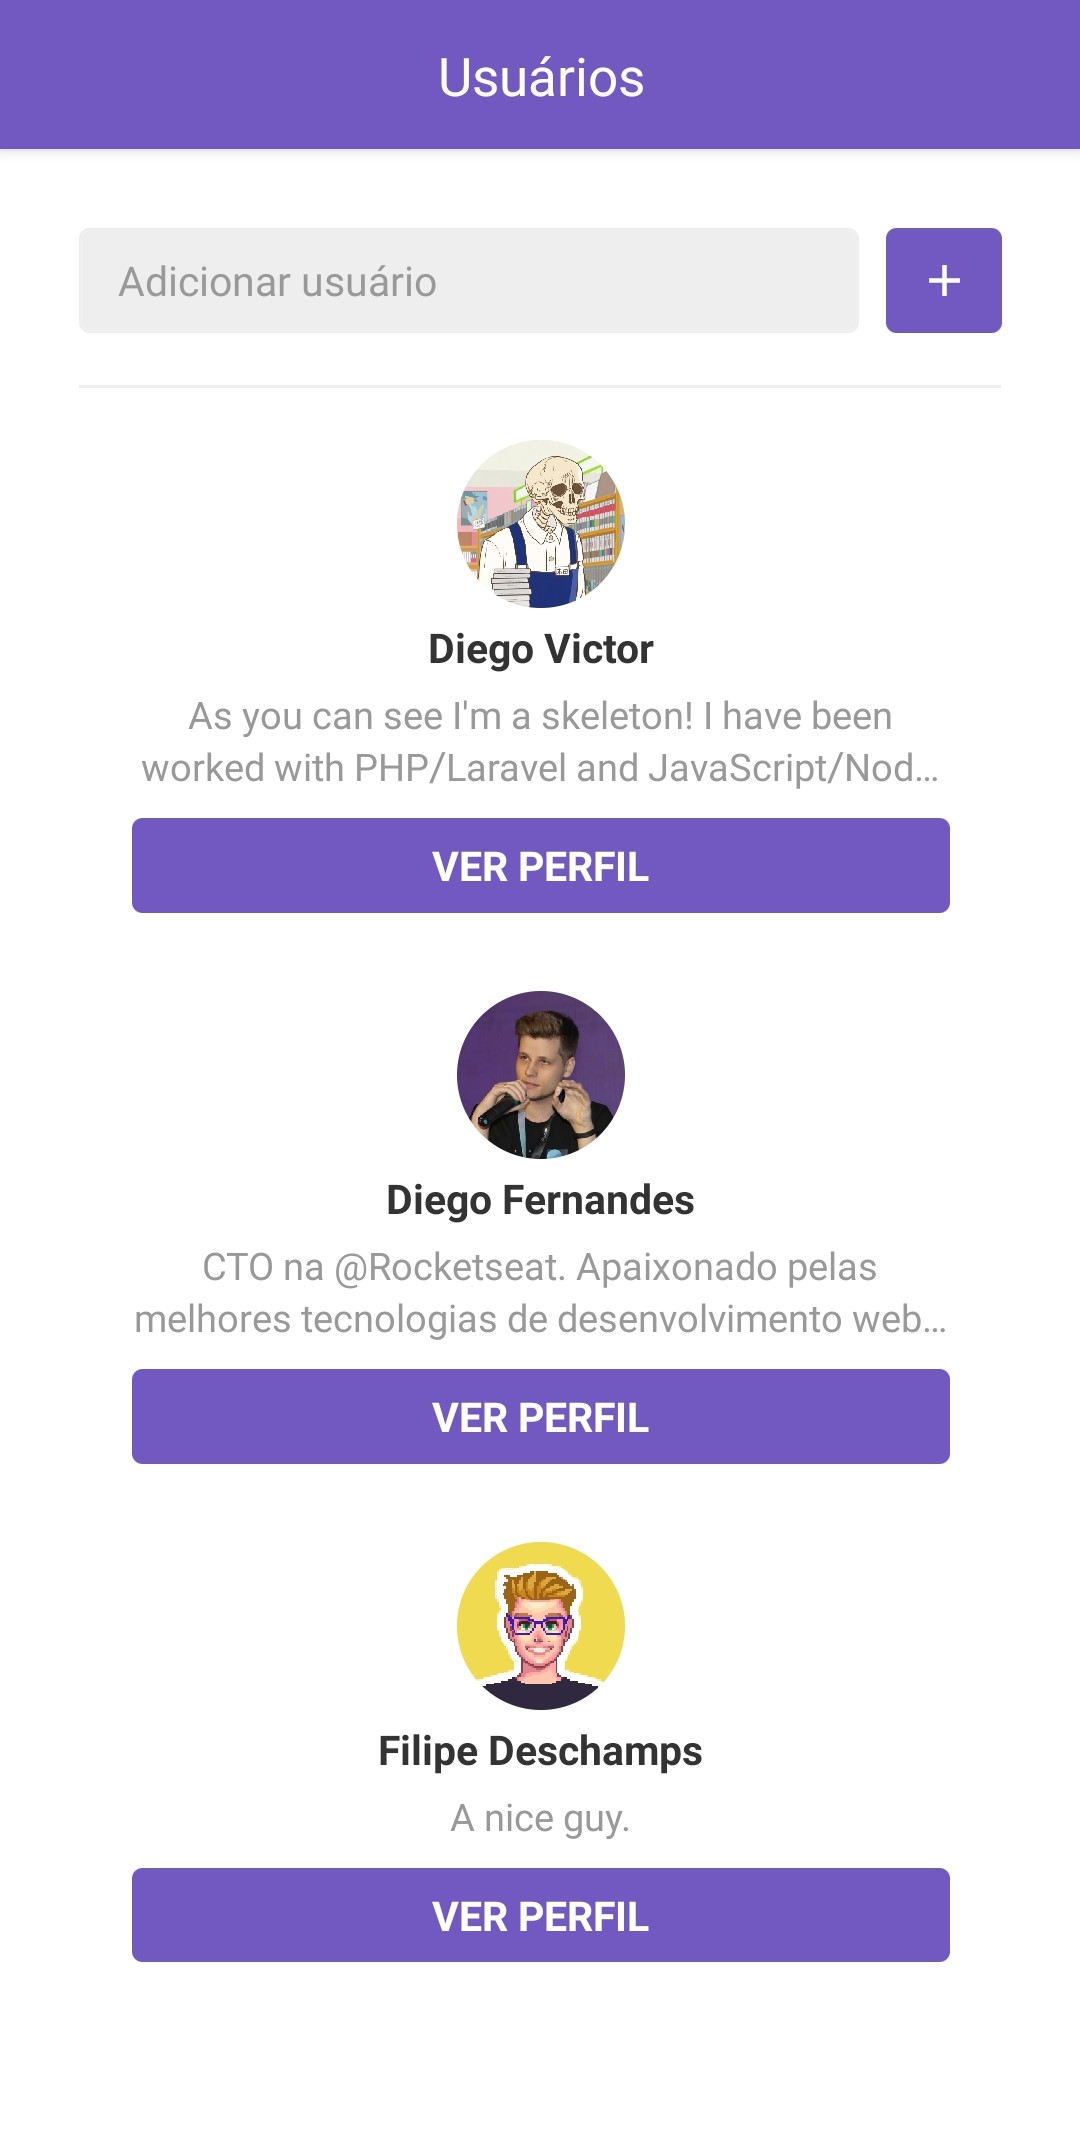 Usuários
Adicionar usuário
+
Diego Victor
As you can see I'm a skeleton! I have been
worked with PHP/Laravel and JavaScript/Nod…
VER PERFIL
Diego Fernandes
CTO na @Rocketseat. Apaixonado pelas
melhores tecnologias de desenvolvimento web…
VER PERFIL
Filipe Deschamps
A nice guy.
VER PERFIL